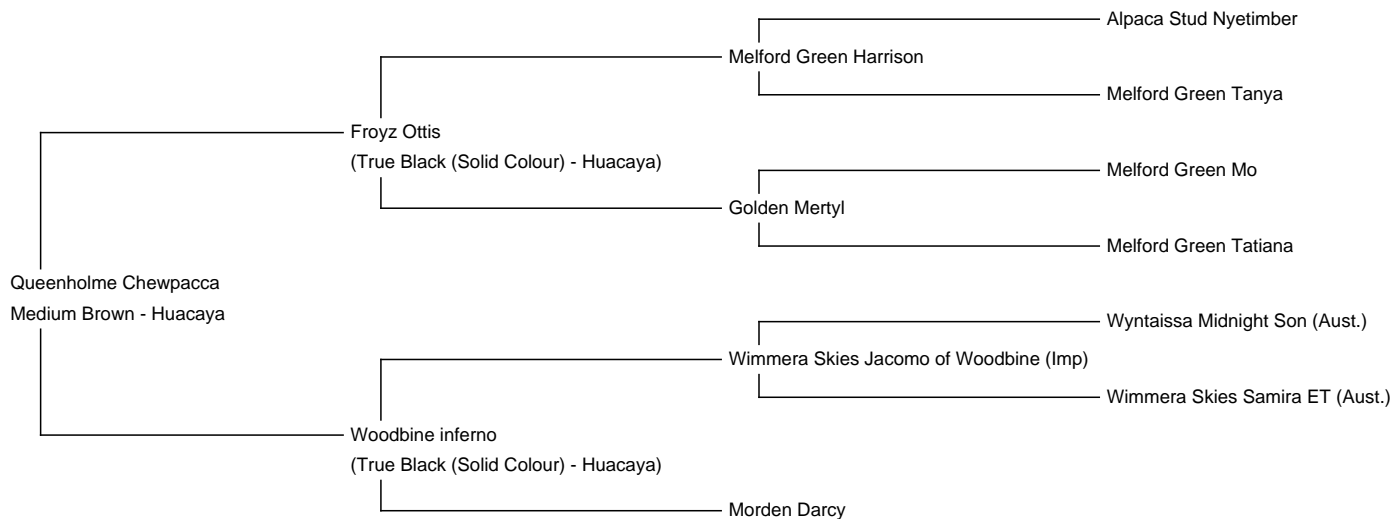 Alpaca Stud Nyetimber
Melford Green Harrison
Melford Green Tanya
Froyz Ottis
(True Black (Solid Colour) - Huacaya)
Melford Green Mo
Golden Mertyl
Melford Green Tatiana
Queenholme Chewpacca
Medium Brown - Huacaya
Wyntaissa Midnight Son (Aust.)
Wimmera Skies Jacomo of Woodbine (Imp)
Wimmera Skies Samira ET (Aust.)
Woodbine inferno
(True Black (Solid Colour) - Huacaya)
Morden Darcy